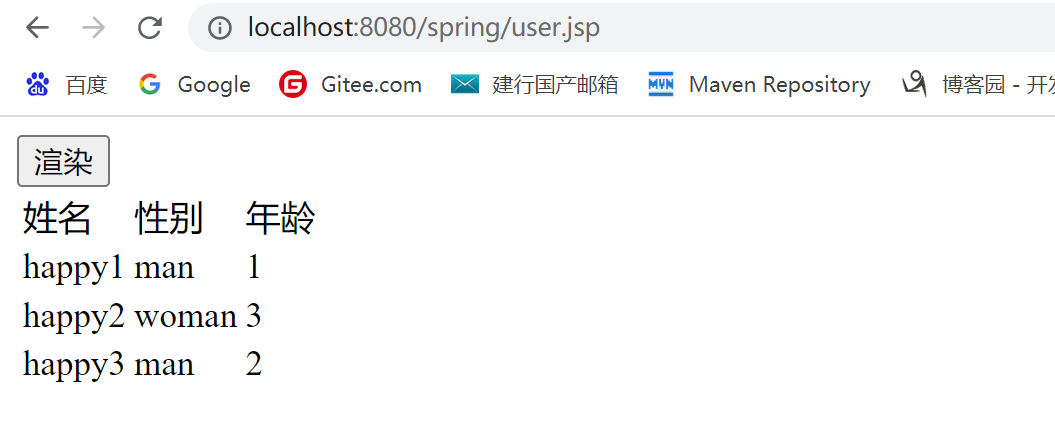 localhost:8080/spring/user.jsp
百度 Google Gitee.com 建行国产邮箱 MVN Maven Repository 博客园 - 开
渲染
姓名 性别 年龄
happy1 man 1
happy2 woman 3
happy3 man 2